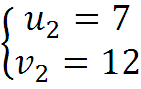 u₂ = 7
v₂ = 12